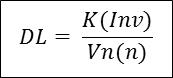 DL = K(Inv) / Vn(n)